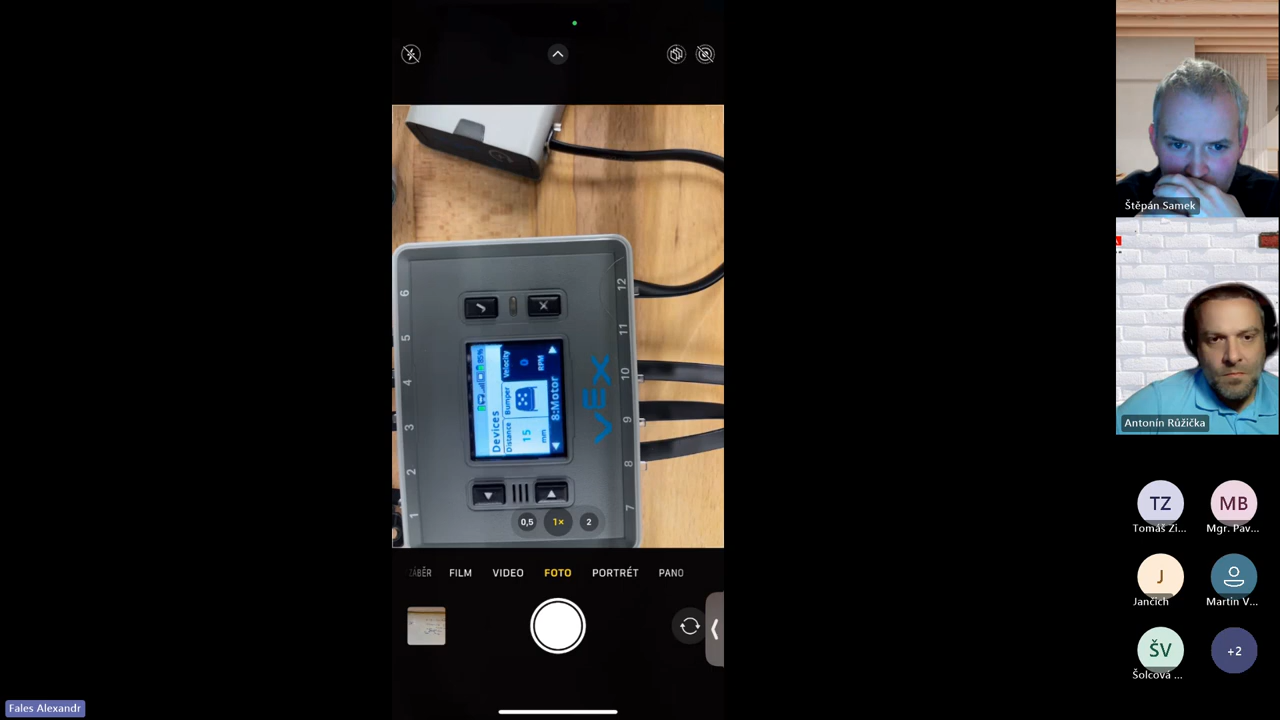 6
5
4
3
2
1
12
11
10
9
8
7
85%
Devices
Distance
15
mm
Bumper
Velocity
0
RPM
8:Motor
VEX
0,5
1×
2
ZÁBĚR
FILM
VIDEO
FOTO
PORTRÉT
PANO
Fales Alexandr
Štěpán Samek
Antonín Růžička
TZ
Tomáš Zi...
MB
Mgr. Pav...
J
Jančich
Martin V...
ŠV
Šolcová ...
+2